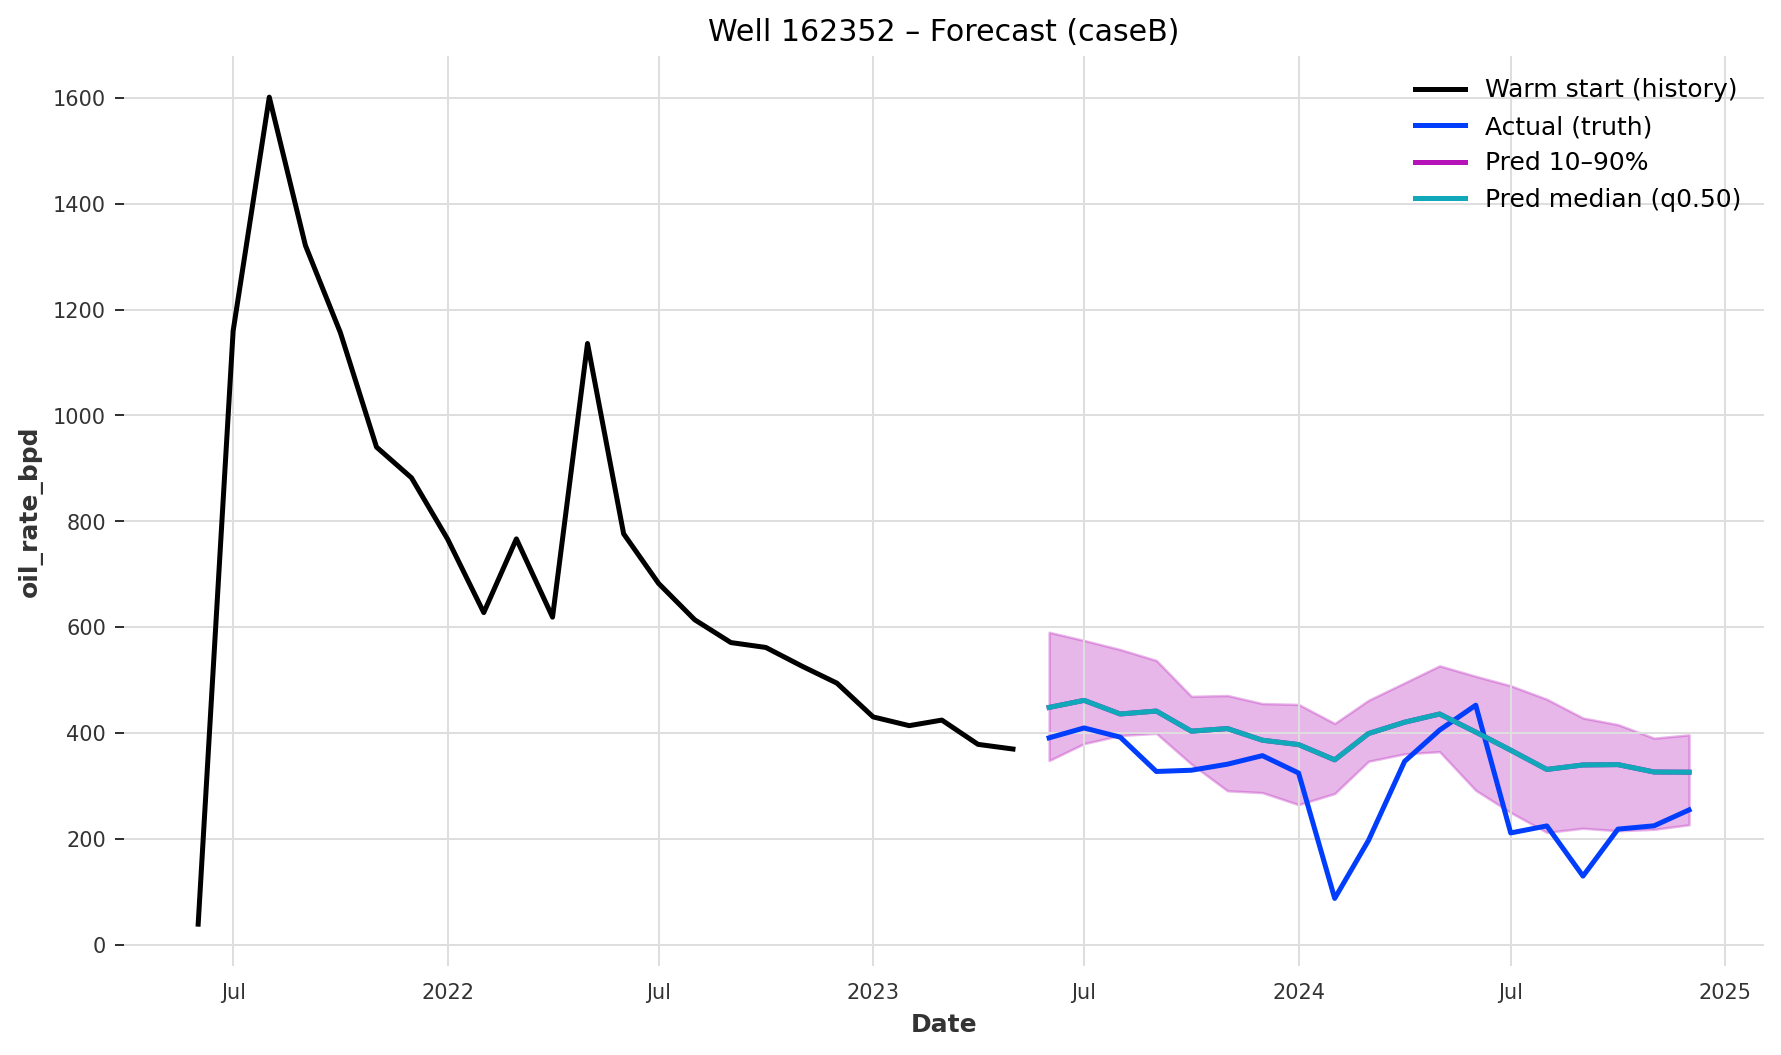 Well 162352 – Forecast (caseB)
Warm start (history)
Actual (truth)
Pred 10–90%
Pred median (q0.50)
oil_rate_bpd
1600
1400
1200
1000
800
600
400
200
0
Jul 2022 Jul 2023 Jul 2024 Jul 2025
Date